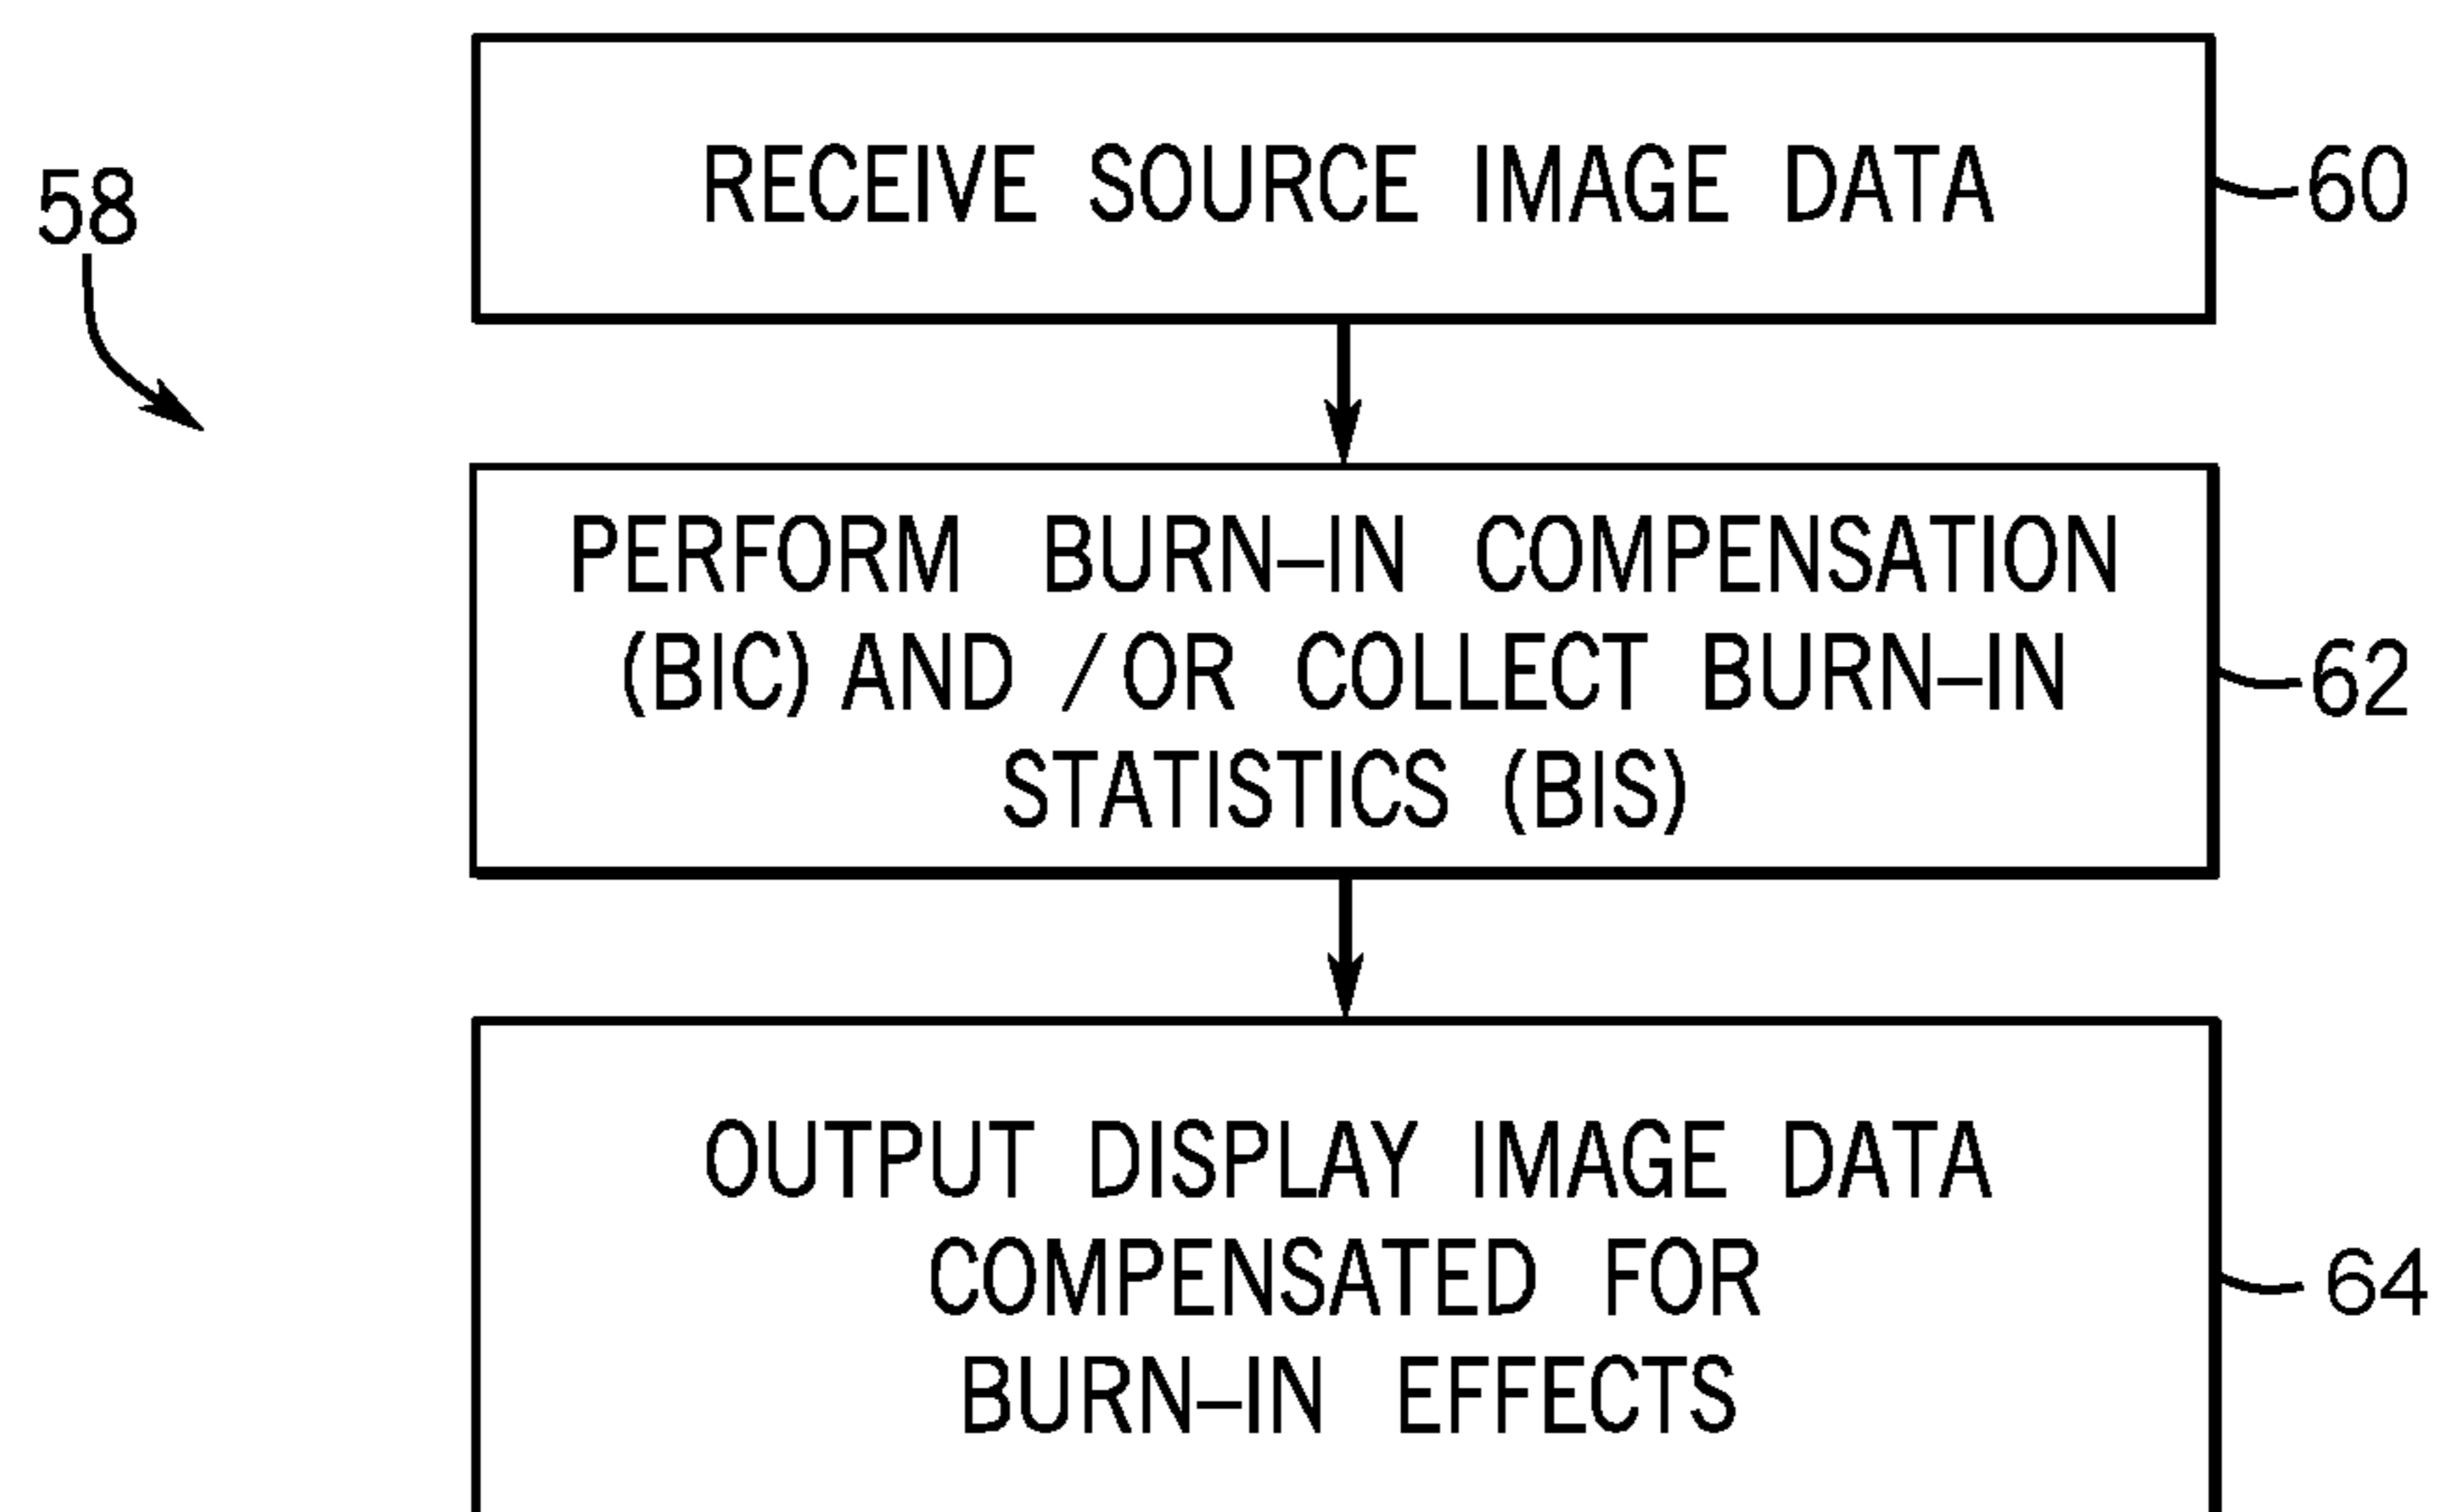 RECEIVE SOURCE IMAGE DATA
60
58
PERFORM BURN–IN COMPENSATION
(BIC) AND /OR COLLECT BURN–IN
STATISTICS (BIS)
62
OUTPUT DISPLAY IMAGE DATA
COMPENSATED FOR
BURN–IN EFFECTS
64